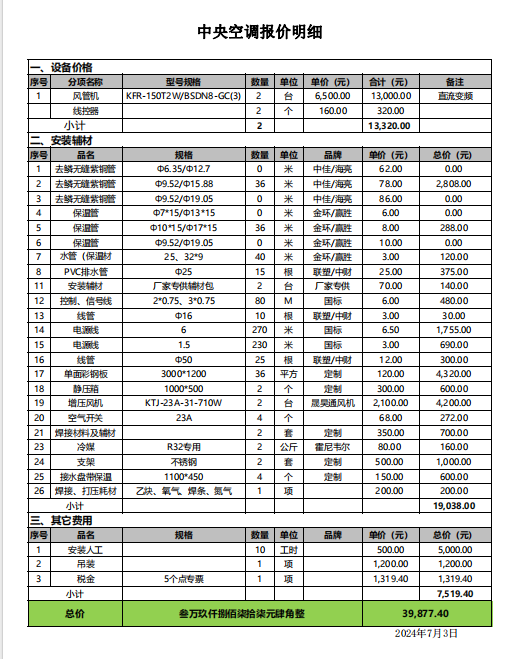 中央空调报价明细
一、设备价格
序号 分项名称 型号规格 数量 单位 单价（元） 合计（元） 备注
1 风管机 KFR-150T2W/BSDN8-GC(3) 2 台 6,500.00 13,000.00 直流变频
线控器 2 个 160.00 320.00
小计 2 13,320.00
二、安装辅材
序号 品名 规格 数量 单位 品牌 单价（元） 总价（元）
1 去鳞无缝紫铜管 Φ6.35/Φ12.7 0 米 中佳/海亮 62.00 0.00
2 去鳞无缝紫铜管 Φ9.52/Φ15.88 36 米 中佳/海亮 78.00 2,808.00
3 去鳞无缝紫铜管 Φ9.52/Φ19.05 0 米 中佳/海亮 86.00 0.00
4 保温管 Φ7*15/Φ13*15 0 米 金环/赢胜 6.00 0.00
5 保温管 Φ10*15/Φ17*15 36 米 金环/赢胜 8.00 288.00
6 保温管 Φ9.52/Φ19.05 0 米 金环/赢胜 10.00 0.00
7 水管（保温材 25、32*9 40 米 金环/赢胜 3.00 120.00
8 PVC排水管 Φ25 15 根 联塑/中财 25.00 375.00
11 安装辅材 厂家专供辅材包 2 台 厂家专供 70.00 140.00
12 控制、信号线 2*0.75、3*0.75 80 M 国标 6.00 480.00
13 线管 Φ16 10 根 联塑/中财 3.00 30.00
14 电源线 6 270 米 国标 6.50 1,755.00
15 电源线 1.5 230 米 国标 3.00 690.00
16 线管 Φ50 25 根 联塑/中财 12.00 300.00
17 单面彩钢板 3000*1200 36 平方 定制 120.00 4,320.00
18 静压箱 1000*500 2 个 定制 300.00 600.00
19 增压风机 KTJ-23A-31-710W 2 台 晟昊通风机 2,100.00 4,200.00
20 空气开关 23A 4 个 68.00 272.00
21 焊接材料及辅材 2 套 定制 350.00 700.00
23 冷媒 R32专用 2 公斤 霍尼韦尔 80.00 160.00
24 支架 不锈钢 2 套 定制 500.00 1,000.00
25 接水盘带保温 1100*450 4 个 定制 150.00 600.00
26 焊接、打压耗材 乙炔、氧气、焊条、氮气 1 项 200.00 200.00
小计 19,038.00
三、其它费用
序号 品名 规格 数量 单位 品牌 单价（元） 总价（元）
1 安装人工 10 工时 500.00 5,000.00
2 吊装 1 项 1,200.00 1,200.00
3 税金 5个点专票 1 项 1,319.40 1,319.40
小计 7,519.40
总价 叁万玖仟捌佰柒拾柒元肆角整 39,877.40
2024年7月3日